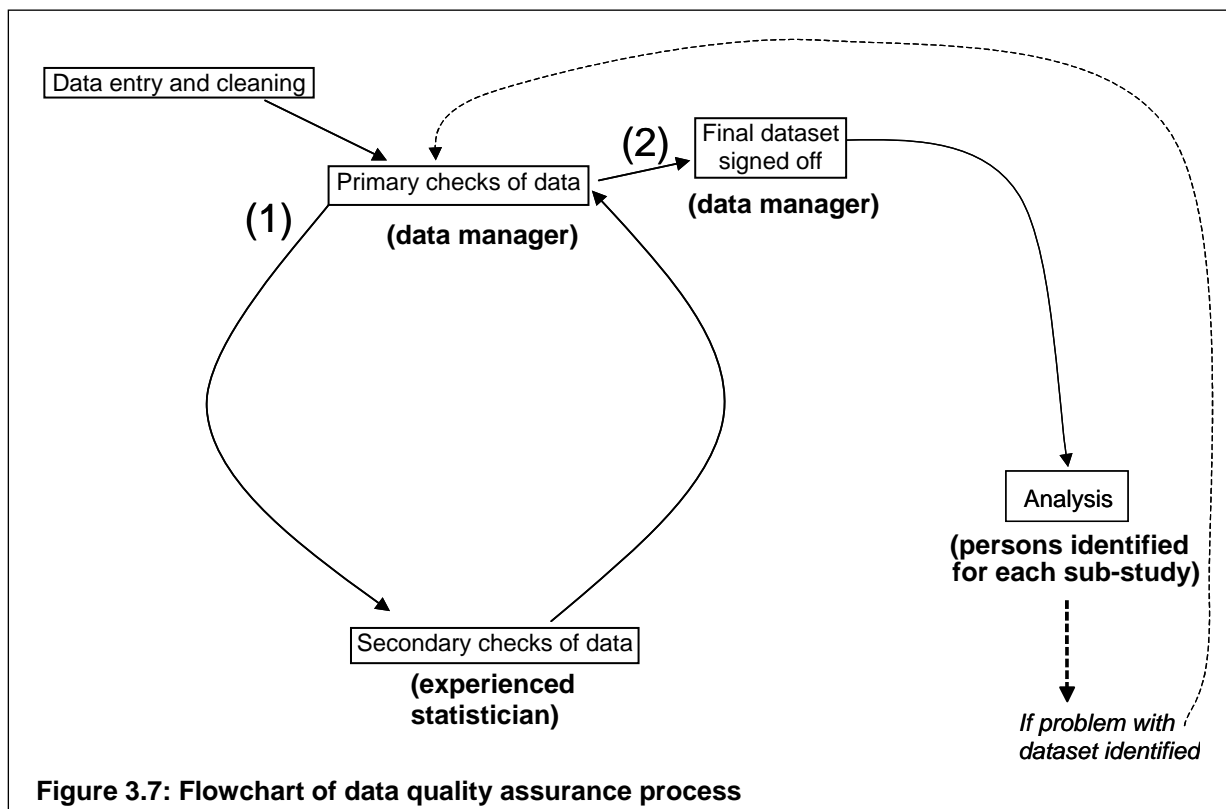 Data entry and cleaning
Primary checks of data
(data manager)
(1)
(2)
Final dataset
signed off
(data manager)
Analysis
(persons identified
for each sub-study)
Secondary checks of data
(experienced
statistician)
If problem with
dataset identified
Figure 3.7: Flowchart of data quality assurance process